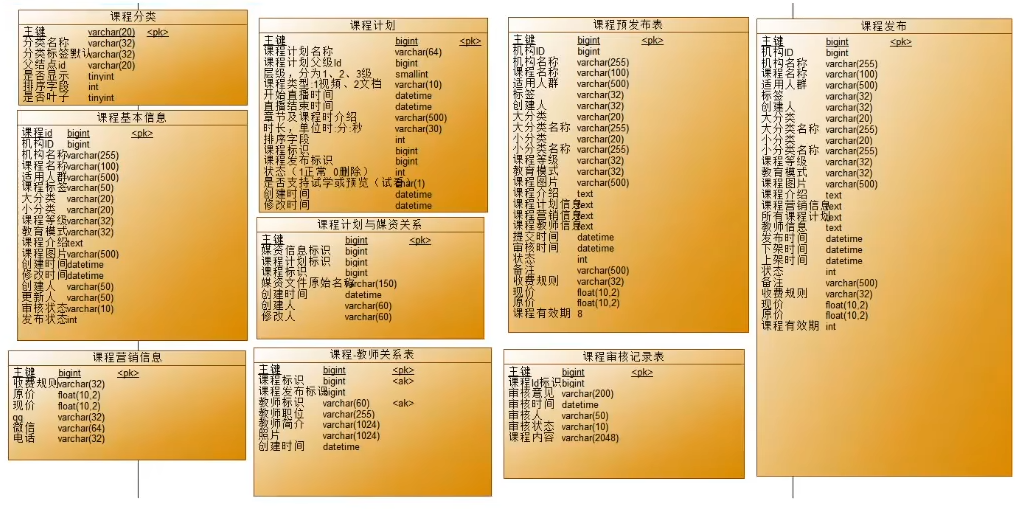 课程分类
主键 varchar(20) <pk>
分类名称 varchar(32)
分类标签默认 varchar(32)
父结点id varchar(20)
是否显示 tinyint
排序字段 int
是否叶子 tinyint
课程基本信息
课程id bigint <pk>
机构ID bigint
机构名称 varchar(255)
课程名称 varchar(100)
适用人群 varchar(500)
课程标签 varchar(50)
大分类 varchar(20)
小分类 varchar(20)
课程等级 varchar(32)
教育模式 varchar(32)
课程介绍 text
课程图片 varchar(500)
创建时间 datetime
修改时间 datetime
创建人 varchar(50)
更新人 varchar(50)
审核状态 varchar(10)
发布状态 int
课程营销信息
主键 bigint <pk>
收费规则 varchar(32)
原价 float(10,2)
现价 float(10,2)
qq varchar(32)
微信 varchar(64)
电话 varchar(32)
课程计划
主键 bigint <pk>
课程计划名称 varchar(64)
课程计划父级Id bigint
层级，分为1、2、3级 smallint
课程类型:1视频、2文档 varchar(10)
开始直播时间 datetime
直播结束时间 datetime
章节及课程时介绍 varchar(500)
时长，单位时:分:秒 varchar(30)
排序字段 int
课程标识 bigint
课程发布标识 bigint
状态（1正常 0删除） int
是否支持试学或预览（试看） char(1)
创建时间 datetime
修改时间 datetime
课程计划与媒资关系
主键 bigint <pk>
媒资信息标识 bigint
课程计划标识 bigint
课程标识 bigint
媒资文件原始名称 varchar(150)
创建时间 datetime
创建人 varchar(60)
修改人 varchar(60)
课程-教师关系表
主键 bigint <pk>
课程标识 bigint <ak>
课程发布标识 bigint
教师标识 varchar(60) <ak>
教师职位 varchar(255)
教师简介 varchar(1024)
照片 varchar(1024)
创建时间 datetime
课程预发布表
主键 bigint <pk>
机构ID bigint
机构名称 varchar(255)
课程名称 varchar(100)
适用人群 varchar(500)
标签 varchar(32)
创建人 varchar(32)
大分类 varchar(20)
大分类名称 varchar(255)
小分类 varchar(20)
小分类名称 varchar(255)
课程等级 varchar(32)
教育模式 varchar(32)
课程图片 varchar(500)
课程介绍 text
课程计划信息 text
课程营销信息 text
课程教师信息 text
提交时间 datetime
审核时间 datetime
状态 int
备注 varchar(500)
收费规则 varchar(32)
现价 float(10,2)
原价 float(10,2)
课程有效期 8
课程审核记录表
主键 bigint <pk>
课程Id标识 bigint
审核意见 varchar(200)
审核时间 datetime
审核人 varchar(50)
审核状态 varchar(10)
课程内容 varchar(2048)
课程发布
主键 bigint <pk>
机构ID bigint
机构名称 varchar(255)
课程名称 varchar(100)
适用人群 varchar(500)
标签 varchar(32)
创建人 varchar(32)
大分类 varchar(20)
大分类名称 varchar(255)
小分类 varchar(20)
小分类名称 varchar(255)
课程等级 varchar(32)
教育模式 varchar(32)
课程图片 varchar(500)
课程介绍 text
课程营销信息 text
所有课程计划 text
教师信息 text
发布时间 datetime
下架时间 datetime
上架时间 datetime
状态 int
备注 varchar(500)
收费规则 varchar(32)
现价 float(10,2)
原价 float(10,2)
课程有效期 int